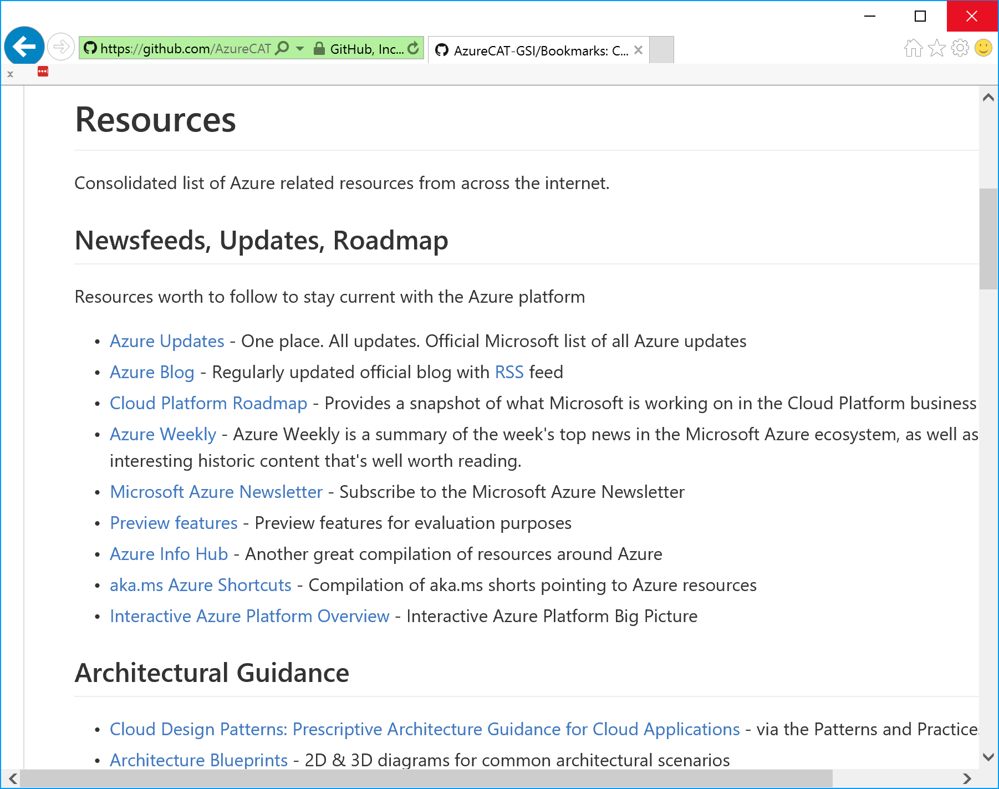 https://github.com/AzureCAT GitHub, Inc... AzureCAT-GSI/Bookmarks: C...
x
Resources
Consolidated list of Azure related resources from across the internet.
Newsfeeds, Updates, Roadmap
Resources worth to follow to stay current with the Azure platform
• Azure Updates - One place. All updates. Official Microsoft list of all Azure updates
• Azure Blog - Regularly updated official blog with RSS feed
• Cloud Platform Roadmap - Provides a snapshot of what Microsoft is working on in the Cloud Platform business
• Azure Weekly - Azure Weekly is a summary of the week's top news in the Microsoft Azure ecosystem, as well as
interesting historic content that's well worth reading.
• Microsoft Azure Newsletter - Subscribe to the Microsoft Azure Newsletter
• Preview features - Preview features for evaluation purposes
• Azure Info Hub - Another great compilation of resources around Azure
• aka.ms Azure Shortcuts - Compilation of aka.ms shorts pointing to Azure resources
• Interactive Azure Platform Overview - Interactive Azure Platform Big Picture
Architectural Guidance
• Cloud Design Patterns: Prescriptive Architecture Guidance for Cloud Applications - via the Patterns and Practices
• Architecture Blueprints - 2D & 3D diagrams for common architectural scenarios